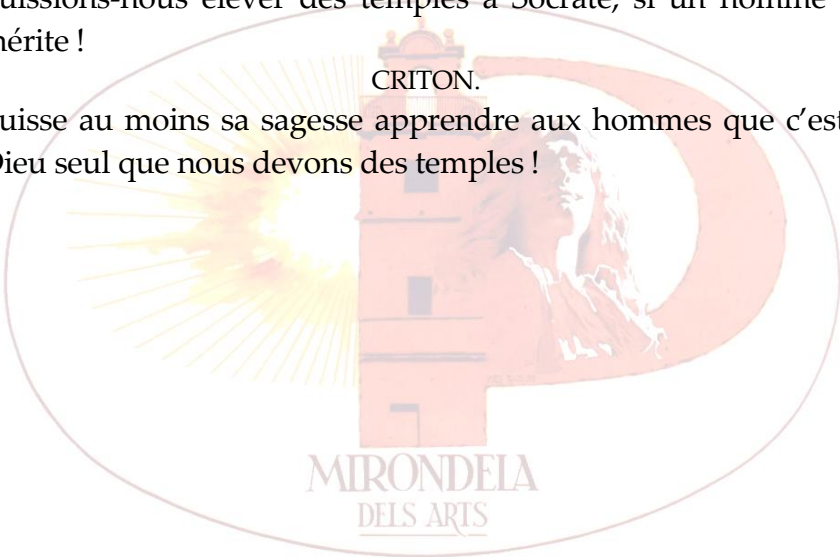 uissions-nous élever des temples à Socrate, si un homme
érite !
CRITON.
uisse au moins sa sagesse apprendre aux hommes que c'est
Dieu seul que nous devons des temples !
MIRONDELA
DELS ARTS